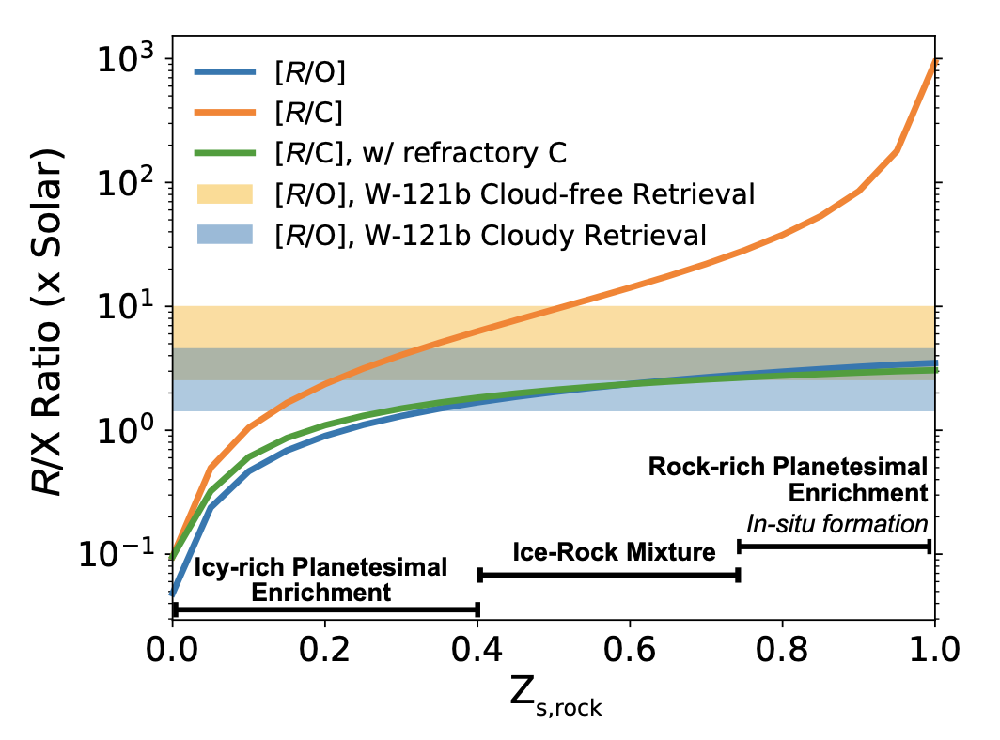 [R/O]
[R/C]
[R/C], w/ refractory C
[R/O], W-121b Cloud-free Retrieval
[R/O], W-121b Cloudy Retrieval
R/X Ratio (x Solar)
10³
10²
10¹
10⁰
10⁻¹
Rock-rich Planetesimal
Enrichment
In-situ formation
Ice-Rock Mixture
Icy-rich Planetesimal
Enrichment
0.0 0.2 0.4 0.6 0.8 1.0
Zs,rock